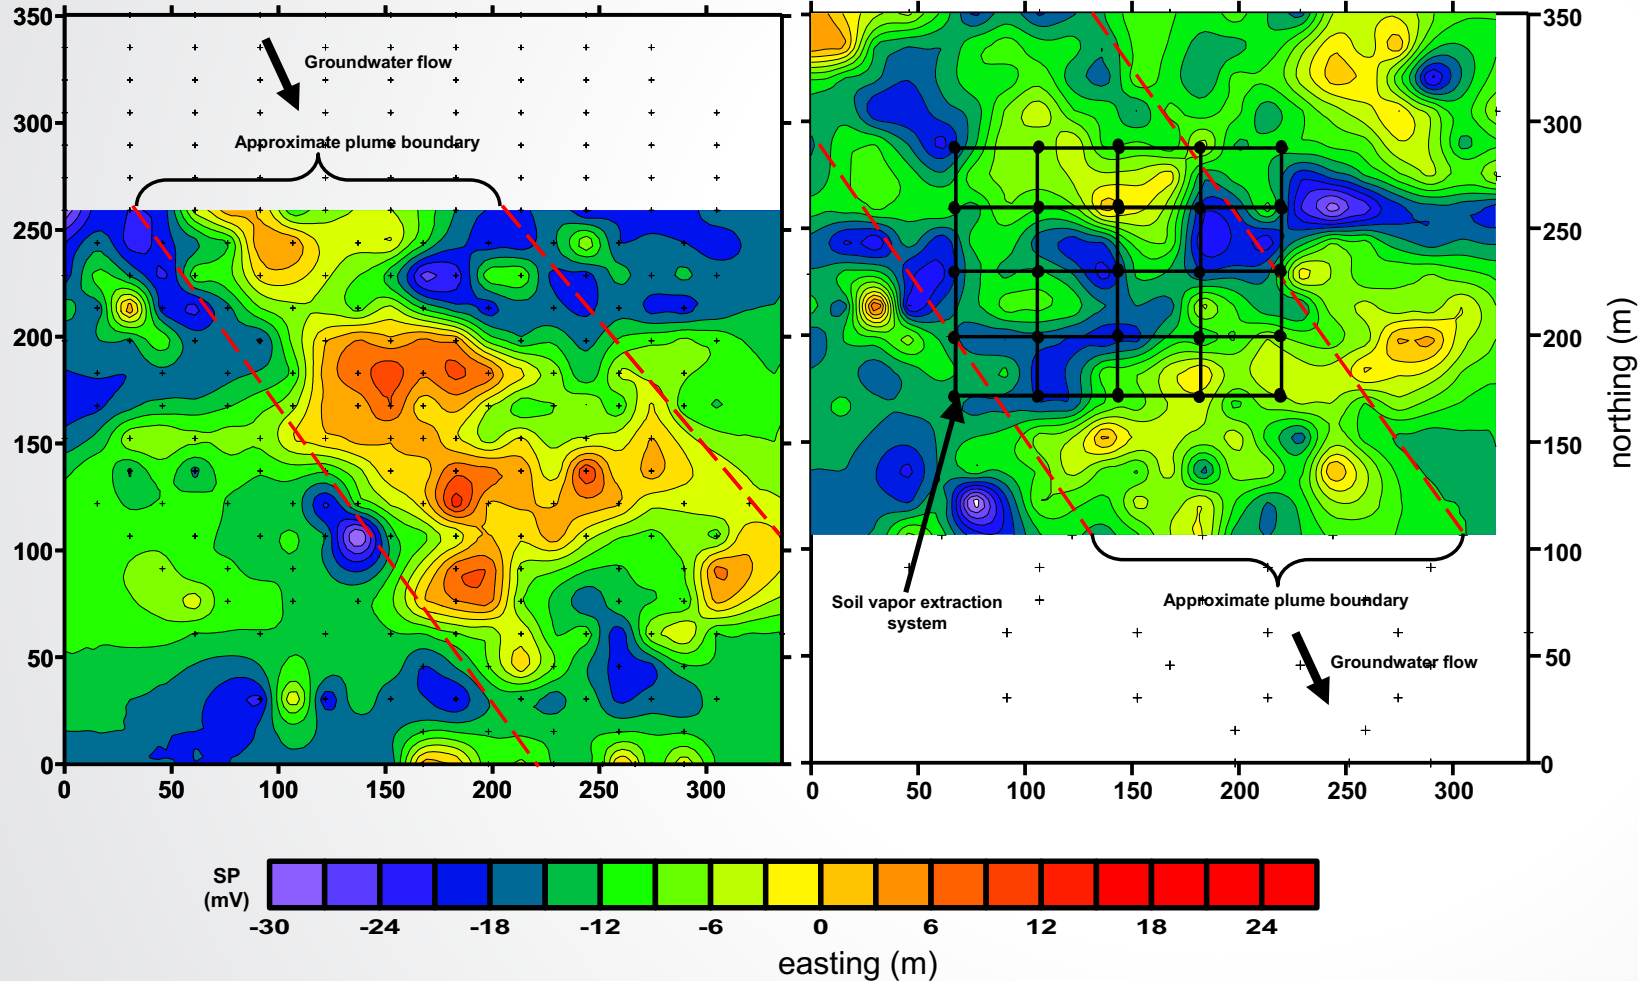 350
300
250
200
150
100
50
0
0 50 100 150 200 250 300
Groundwater flow
Approximate plume boundary
350
300
250
200
150
100
50
0
northing (m)
Soil vapor extraction
system
Approximate plume boundary
Groundwater flow
0 50 100 150 200 250 300
SP
(mV)
-30 -24 -18 -12 -6 0 6 12 18 24
easting (m)